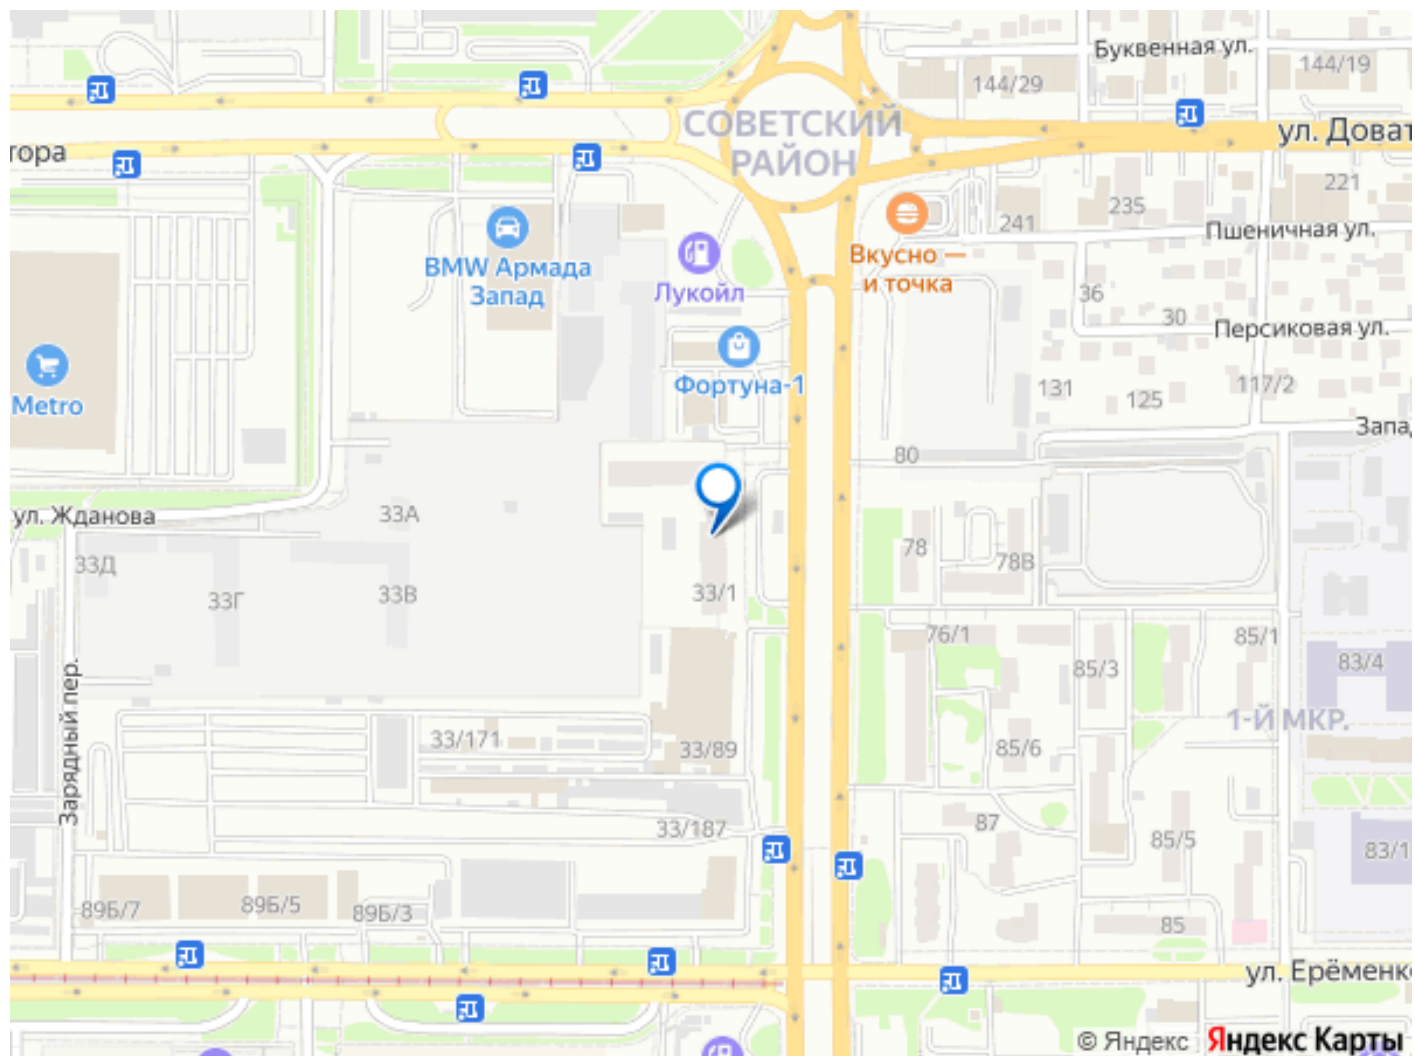 Буквенная ул.
144/19
144/29
СОВЕТСКИЙ
РАЙОН
ул. Доват
тора
221
235
241
Пшеничная ул.
BMW Армада
Запад
Лукойл
Вкусно —
и точка
36
30
Персиковая ул.
Metro
Фортуна-1
131
125
117/2
Запад
80
ул. Жданова
33А
33Д
33Г
33В
33/1
78
78В
76/1
85/3
85/1
83/4
1-Й МКР.
Зарядный пер.
33/171
33/89
85/6
33/187
87
85/5
83/1
89Б/7
89Б/5
89Б/3
85
ул. Ерёменко
© Яндекс Яндекс Карты